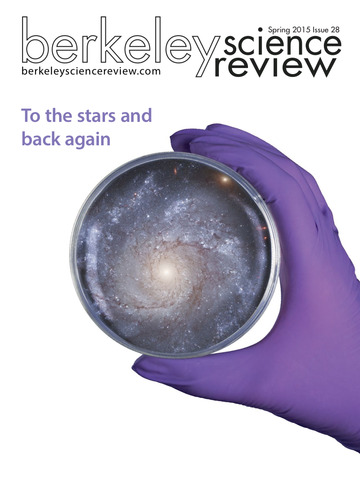 berkeley science review
Spring 2015 Issue 28
berkeleysciencereview.com
To the stars and
back again